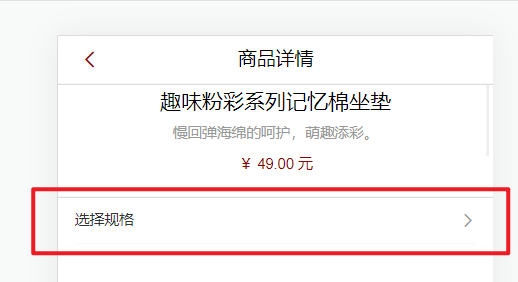 商品详情
趣味粉彩系列记忆棉坐垫
慢回弹海绵的呵护，萌趣添彩。
¥ 49.00 元
选择规格